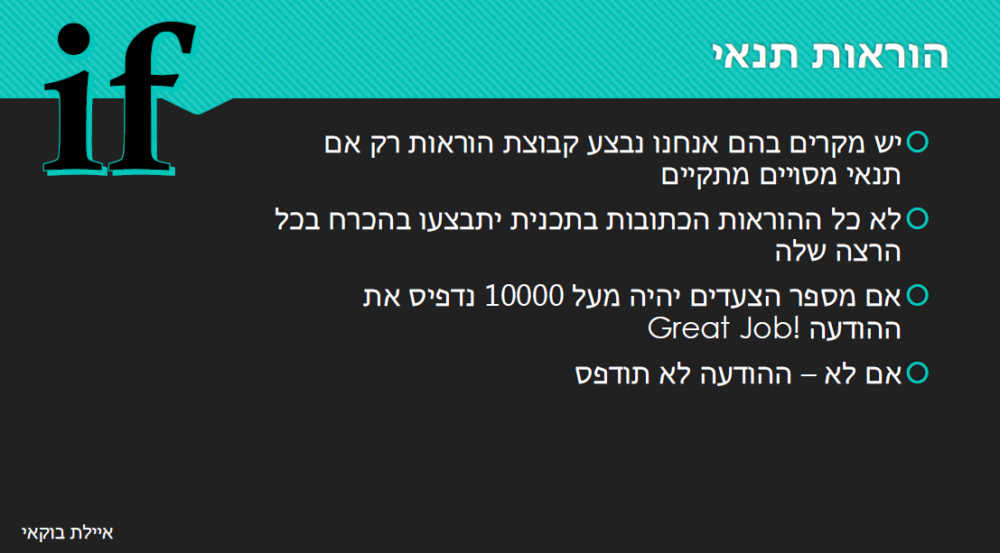 if
הוראות תנאי
יש מקרים בהם אנחנו נבצע קבוצת הוראות רק אם
תנאי מסויים מתקיים
לא כל ההוראות הכתובות בתכנית יתבצעו בהכרח בכל
הרצה שלה
אם מספר הצעדים יהיה מעל 10000 נדפיס את
ההודעה Great Job!
אם לא – ההודעה לא תודפס
איילת בוקאי